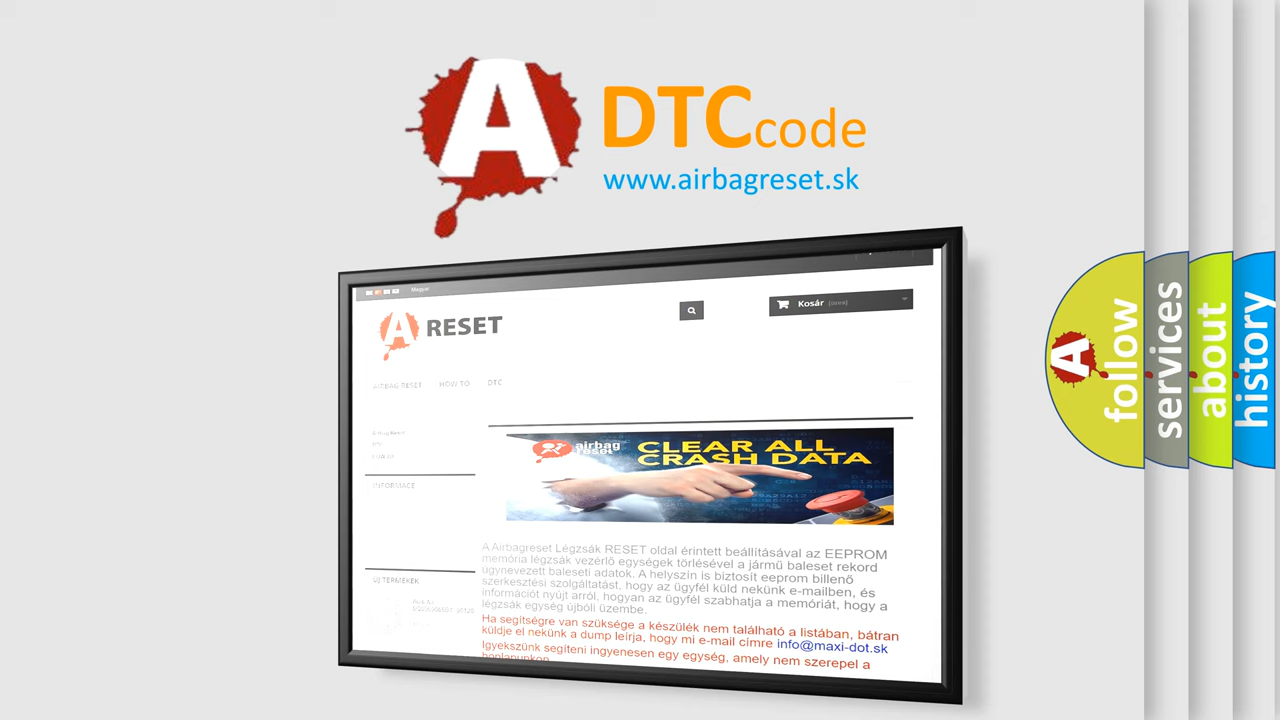 A DTCcode
www.airbagreset.sk
Magyar
A RESET
Kosár (üres)
AIRBAG RESET HOW TO DTC
INFORMACE
airbag
reset
CLEAR ALL
CRASH DATA
A Airbagreset Légzsák RESET oldal érintett beállításával az EEPROM
memória légzsák vezérlő egységek törlésével a jármű baleset rekord
úgynevezett baleseti adatok. A helyszín is biztosít eeprom billenő
szerkesztési szolgáltatást, hogy az ügyfél küld nekünk e-mailben, és
információt nyújt arról, hogyan az ügyfél szabhatja a memóriát, hogy a
légzsák egység újbóli üzembe.
Ha segítségre van szüksége a készülék nem található a listában, bátran
küldje el nekünk a dump leírja, hogy mi e-mail címre info@maxi-dot.sk
Igyekszünk segíteni ingyenesen egy egység, amely nem szerepel a
honlapunkon
ÚJ TERMÉKEK
A
follow
services
about
history